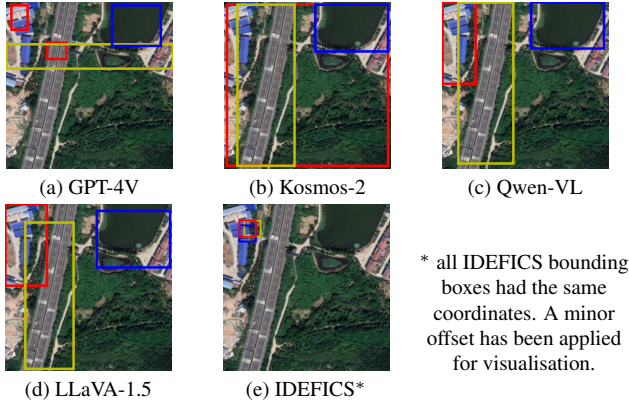 (a) GPT-4V
(b) Kosmos-2
(c) Qwen-VL
(d) LLaVA-1.5
(e) IDEFICS*
* all IDEFICS bounding
boxes had the same
coordinates. A minor
offset has been applied
for visualisation.